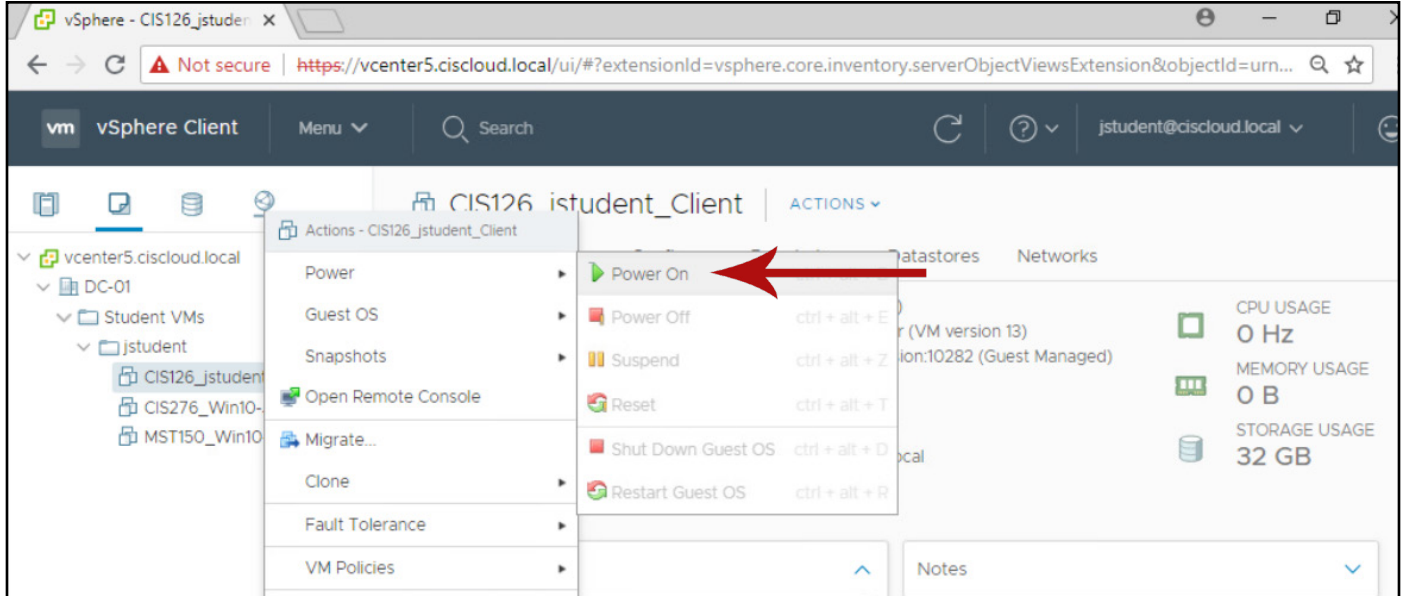 vSphere - CIS126_jstuden
Not secure | https://vcenter5.ciscloud.local/ui/#?extensionId=vsphere.core.inventory.serverObjectViewsExtension&objectId=urn...
vm vSphere Client Menu Search jstudent@ciscloud.local
CIS126_jstudent_Client ACTIONS
Actions - CIS126_jstudent_Client
vcenter5.ciscloud.local
DC-01
Student VMs
jstudent
CIS126_jstudent
CIS276_Win10-
MST150_Win10
Power
Guest OS
Snapshots
Open Remote Console
Migrate...
Clone
Fault Tolerance
VM Policies
Power On
Power Off ctrl + alt + E
Suspend ctrl + alt + Z
Reset ctrl + alt + T
Shut Down Guest OS ctrl + alt + D
Restart Guest OS ctrl + alt + R
Datastores Networks
(VM version 13)
10282 (Guest Managed)
CPU USAGE
0 Hz
MEMORY USAGE
0 B
STORAGE USAGE
32 GB
Notes